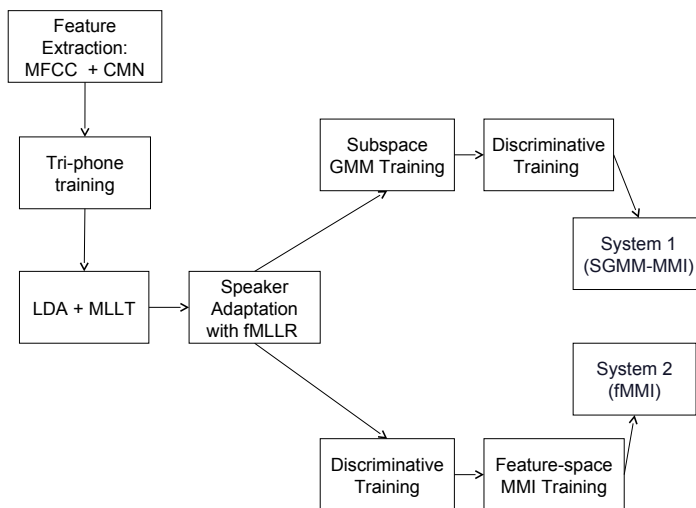 Feature
Extraction:
MFCC + CMN
Tri-phone
training
LDA + MLLT
Speaker
Adaptation
with fMLLR
Subspace
GMM Training
Discriminative
Training
System 1
(SGMM-MMI)
Discriminative
Training
Feature-space
MMI Training
System 2
(fMMI)